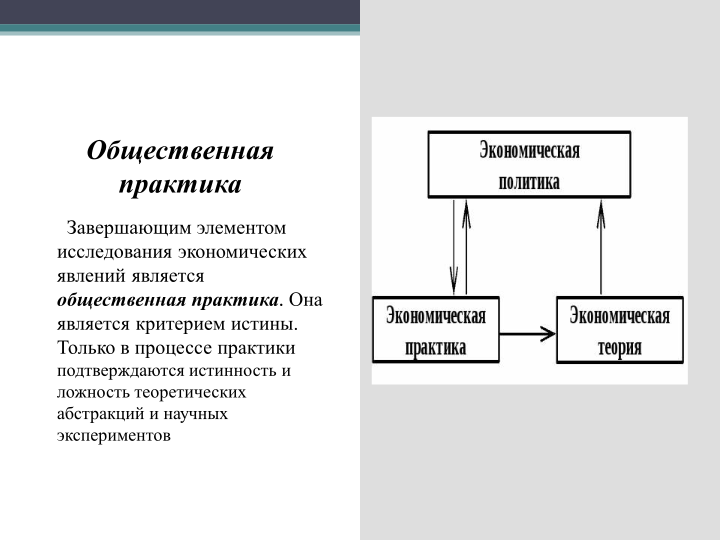 Общественная
практика
Завершающим элементом
исследования экономических
явлений является
общественная практика. Она
является критерием истины.
Только в процессе практики
подтверждаются истинность и
ложность теоретических
абстракций и научных
экспериментов
Экономическая
политика
Экономическая
практика
Экономическая
теория